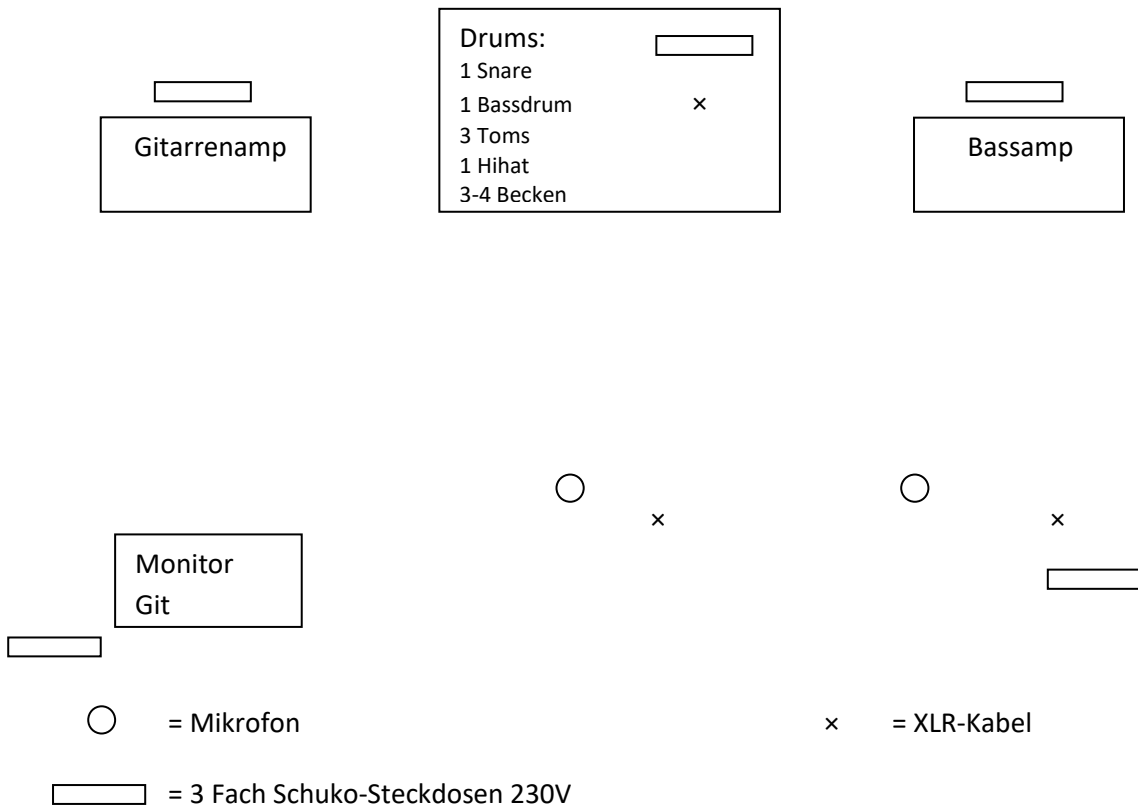 Drums:
1 Snare
1 Bassdrum
3 Toms
1 Hihat
3-4 Becken
Gitarrenamp
Bassamp
Monitor
Git
= Mikrofon
× = XLR-Kabel
= 3 Fach Schuko-Steckdosen 230V